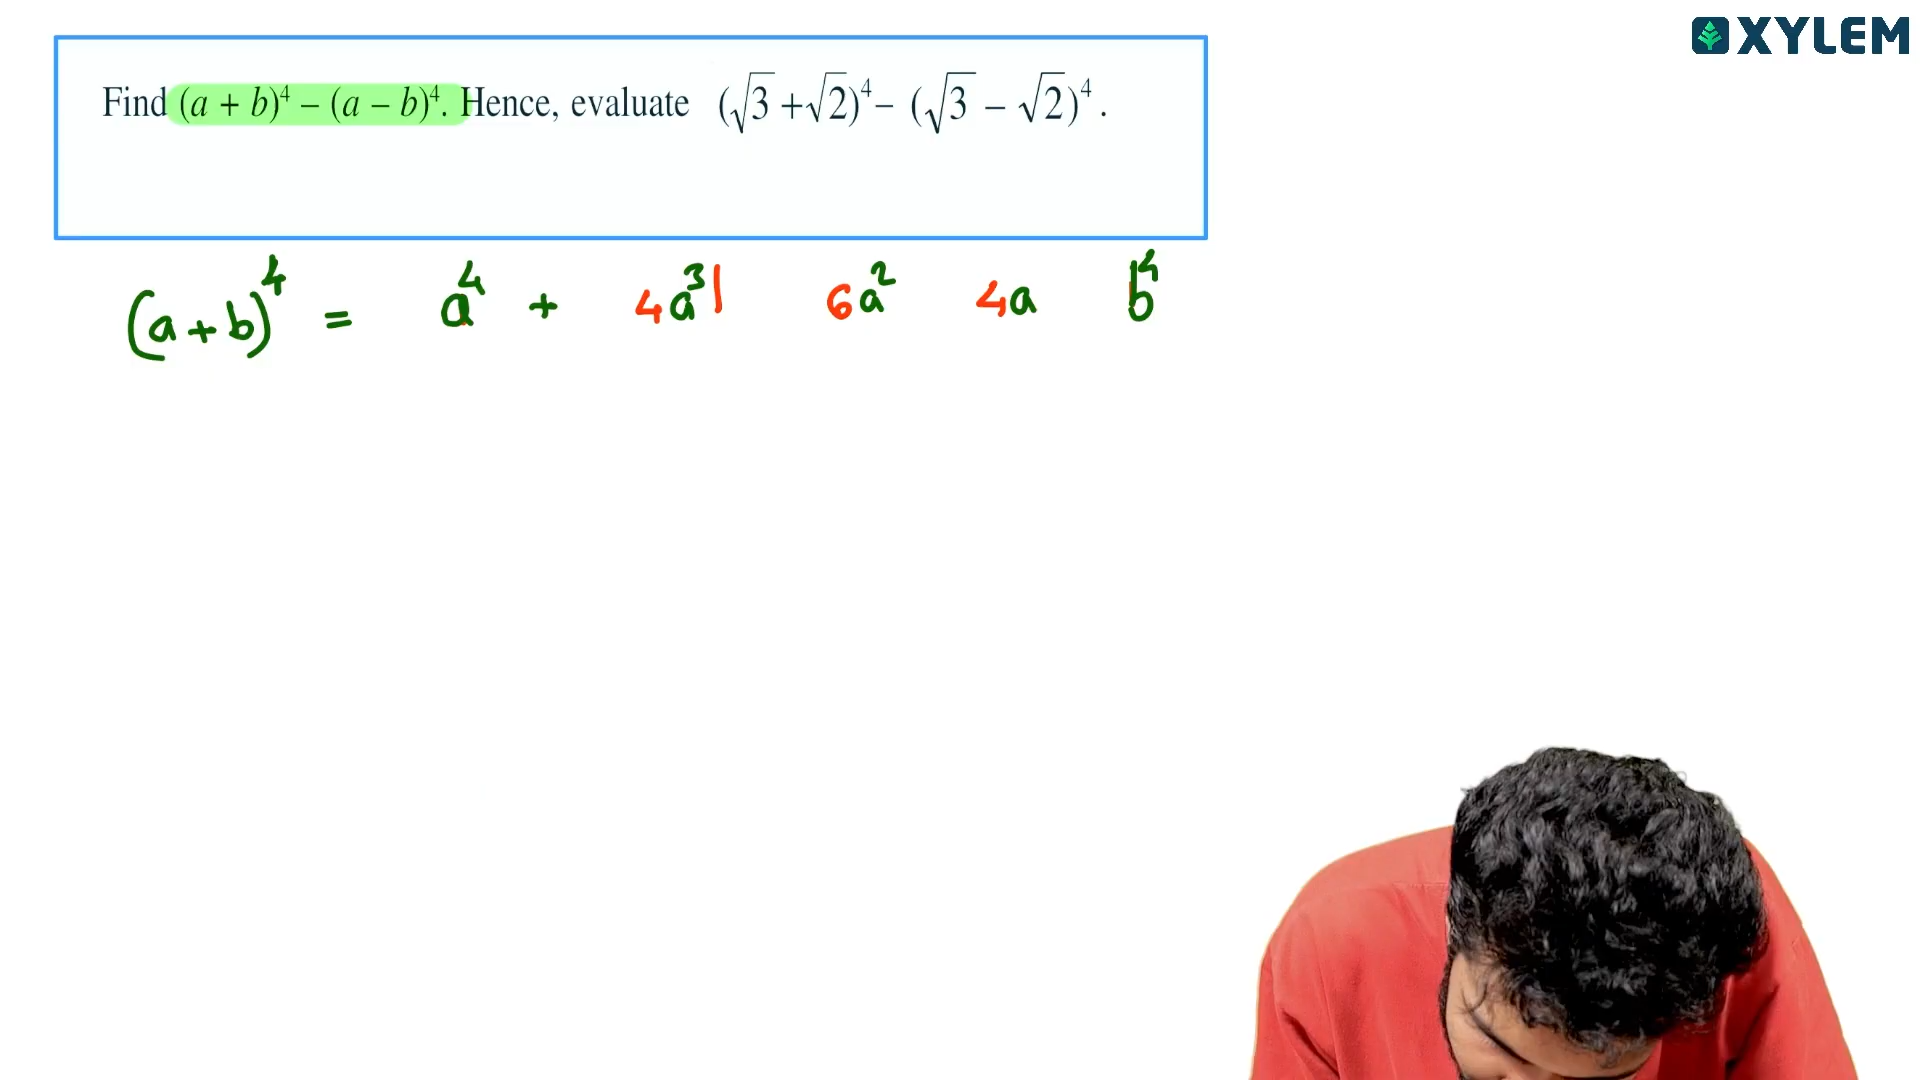 XYLEM
Find (a + b)⁴ – (a – b)⁴. Hence, evaluate (√3 + √2)⁴ – (√3 – √2)⁴.
(a+b)⁴ = a⁴ + 4a³| 6a² 4a b⁴